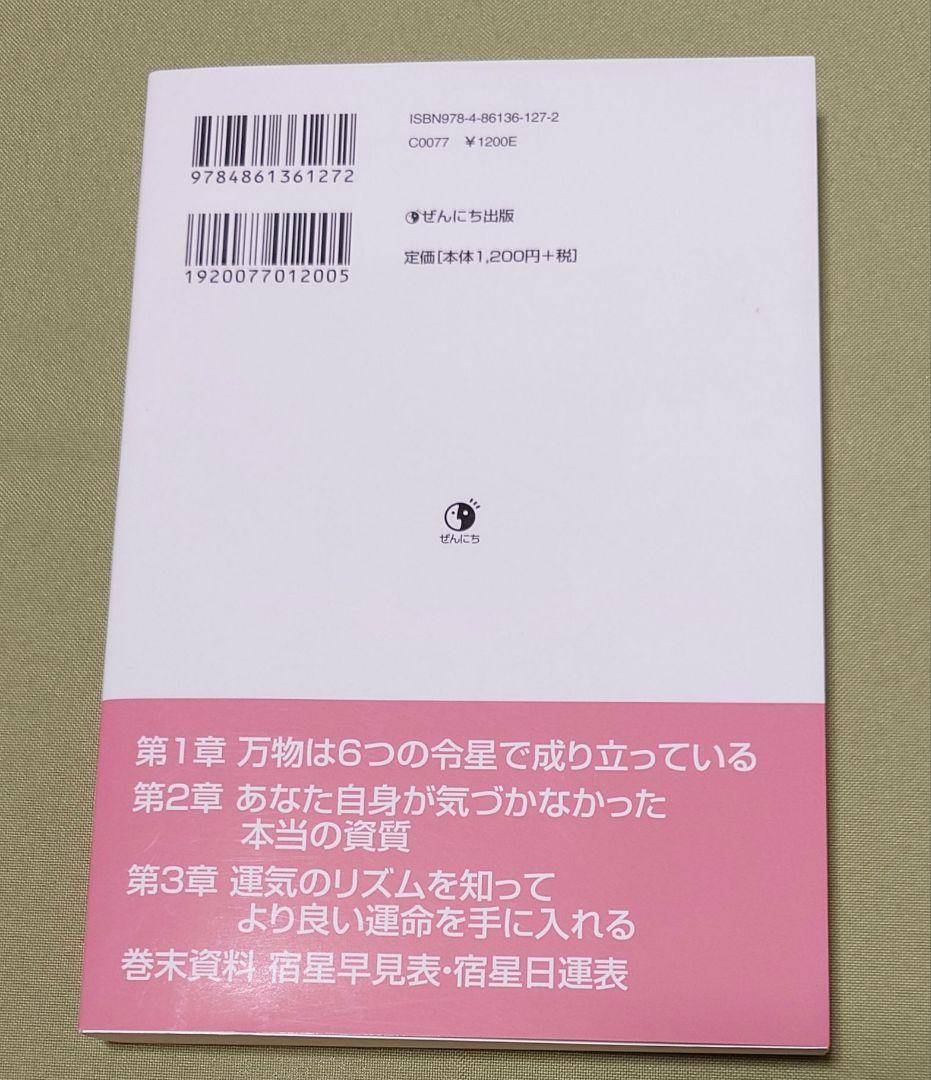 ISBN978-4-86136-127-2
C0077 ¥1200E
9784861361272
ぜんにち出版
定価[本体1,200円+税]
1920077012005
ぜんにち
第1章 万物は6つの令星で成り立っている
第2章 あなた自身が気づかなかった
本当の資質
第3章 運気のリズムを知って
より良い運命を手に入れる
巻末資料 宿星早見表・宿星日運表